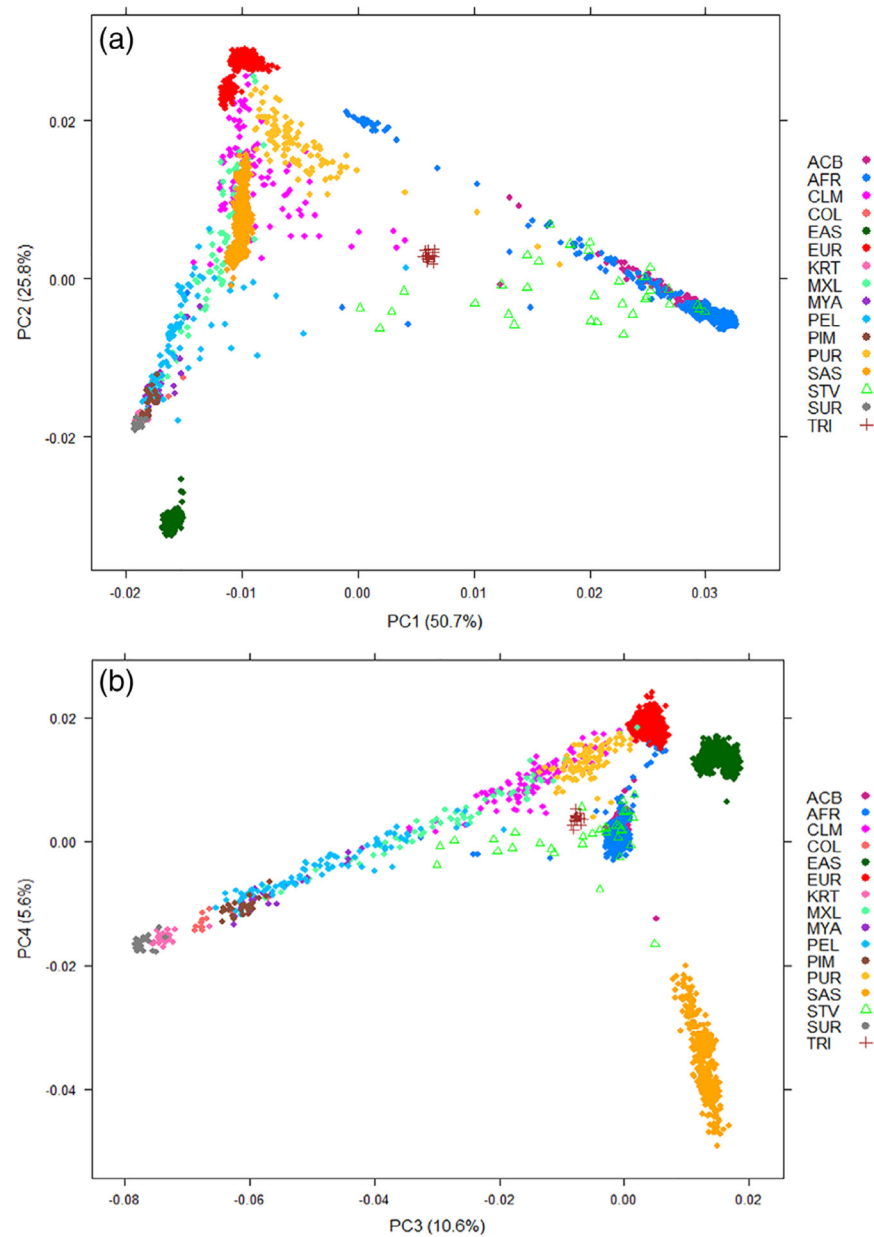 (a)
0.02
0.00
-0.02
PC2 (25.8%)
-0.02
-0.01
0.00
0.01
0.02
0.03
PC1 (50.7%)
ACB
AFR
CLM
COL
EAS
EUR
KRT
MXL
MYA
PEL
PIM
PUR
SAS
STV
SUR
TRI
(b)
0.02
0.00
-0.02
-0.04
PC4 (5.6%)
-0.08
-0.06
-0.04
-0.02
0.00
0.02
PC3 (10.6%)
ACB
AFR
CLM
COL
EAS
EUR
KRT
MXL
MYA
PEL
PIM
PUR
SAS
STV
SUR
TRI